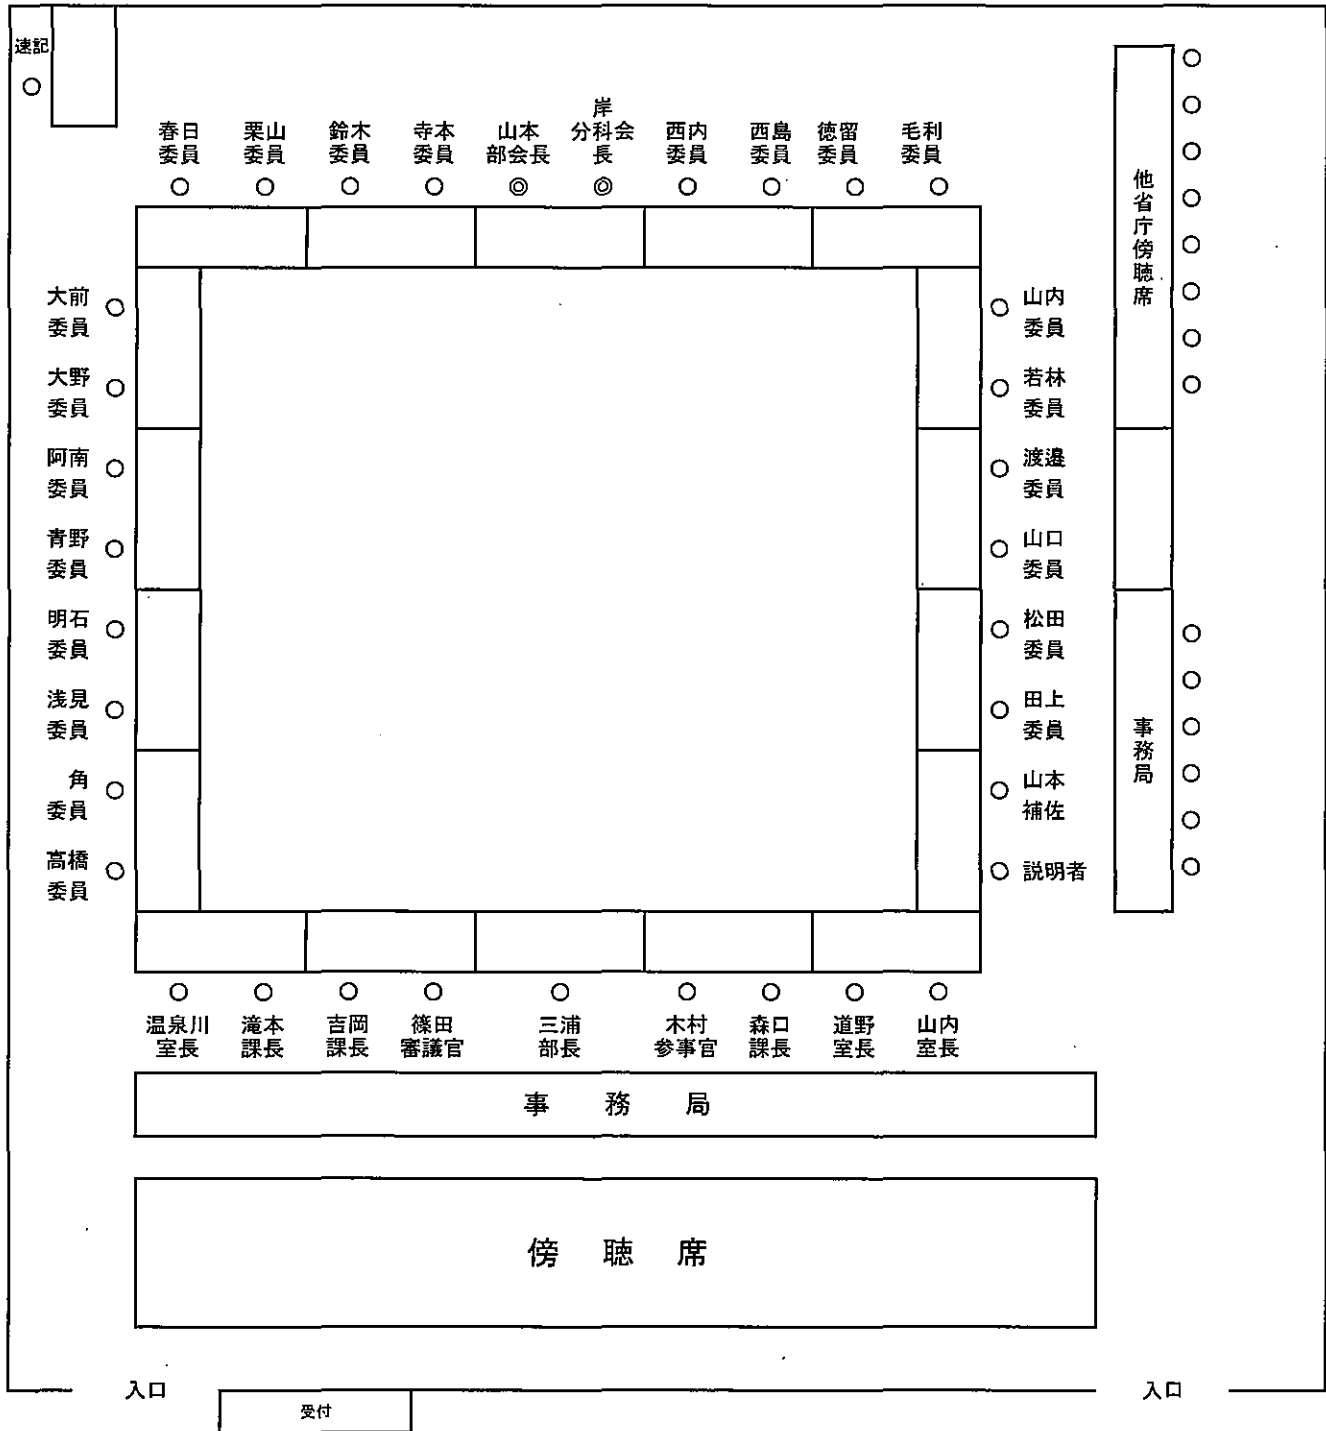 速記
春日
委員
栗山
委員
鈴木
委員
寺本
委員
山本
部会長
岸
分科会
長
西内
委員
西島
委員
徳留
委員
毛利
委員
大前
委員
大野
委員
阿南
委員
青野
委員
明石
委員
浅見
委員
角
委員
高橋
委員
山内
委員
若林
委員
渡邉
委員
山口
委員
松田
委員
田上
委員
山本
補佐
説明者
他省庁傍聴席
事務局
温泉川
室長
滝本
課長
吉岡
課長
篠田
審議官
三浦
部長
木村
参事官
森口
課長
道野
室長
山内
室長
事務局
傍聴席
入口
受付
入口